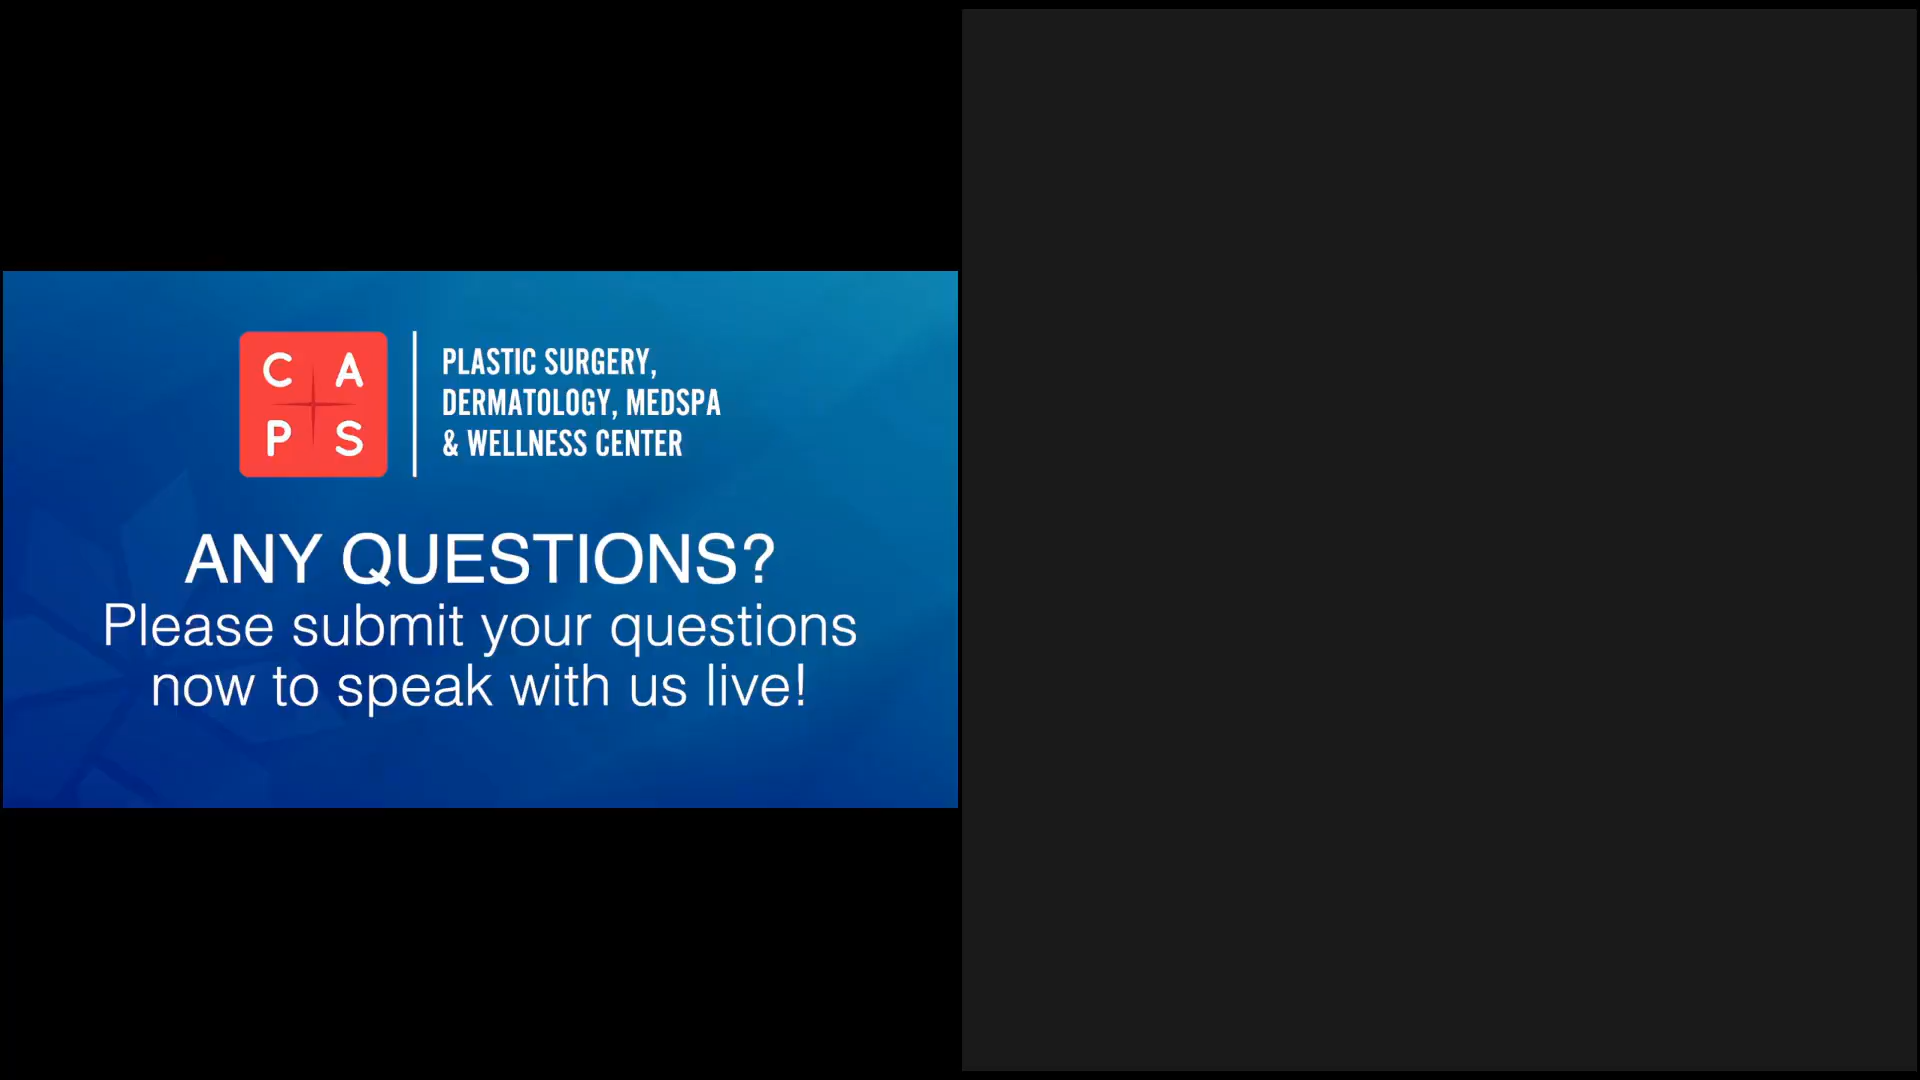 C A
P S
PLASTIC SURGERY,
DERMATOLOGY, MEDSPA
& WELLNESS CENTER
ANY QUESTIONS?
Please submit your questions
now to speak with us live!